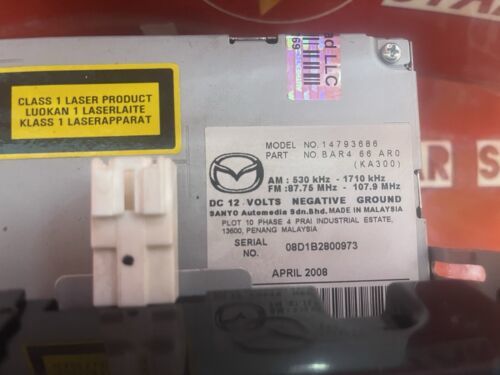 ad LLC
CLASS 1 LASER PRODUCT
LUOKAN 1 LASERLAITE
KLASS 1 LASERAPPARAT
MODEL NO. 14793686
PART NO. BAR4 66 AR0
(KA300)
AM : 530 kHz - 1710 kHz
FM : 87.75 MHz - 107.9 MHz
DC 12 VOLTS NEGATIVE GROUND
SANYO Automedia Sdn.Bhd. MADE IN MALAYSIA
PLOT 10 PHASE 4 PRAI INDUSTRIAL ESTATE,
13600, PENANG MALAYSIA
SERIAL NO. 08D1B2800973
APRIL 2008
AR S